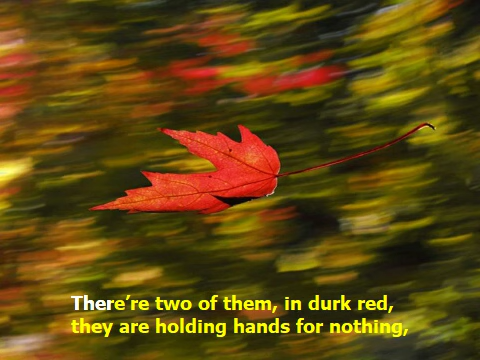 There’re two of them, in durk red,
they are holding hands for nothing,